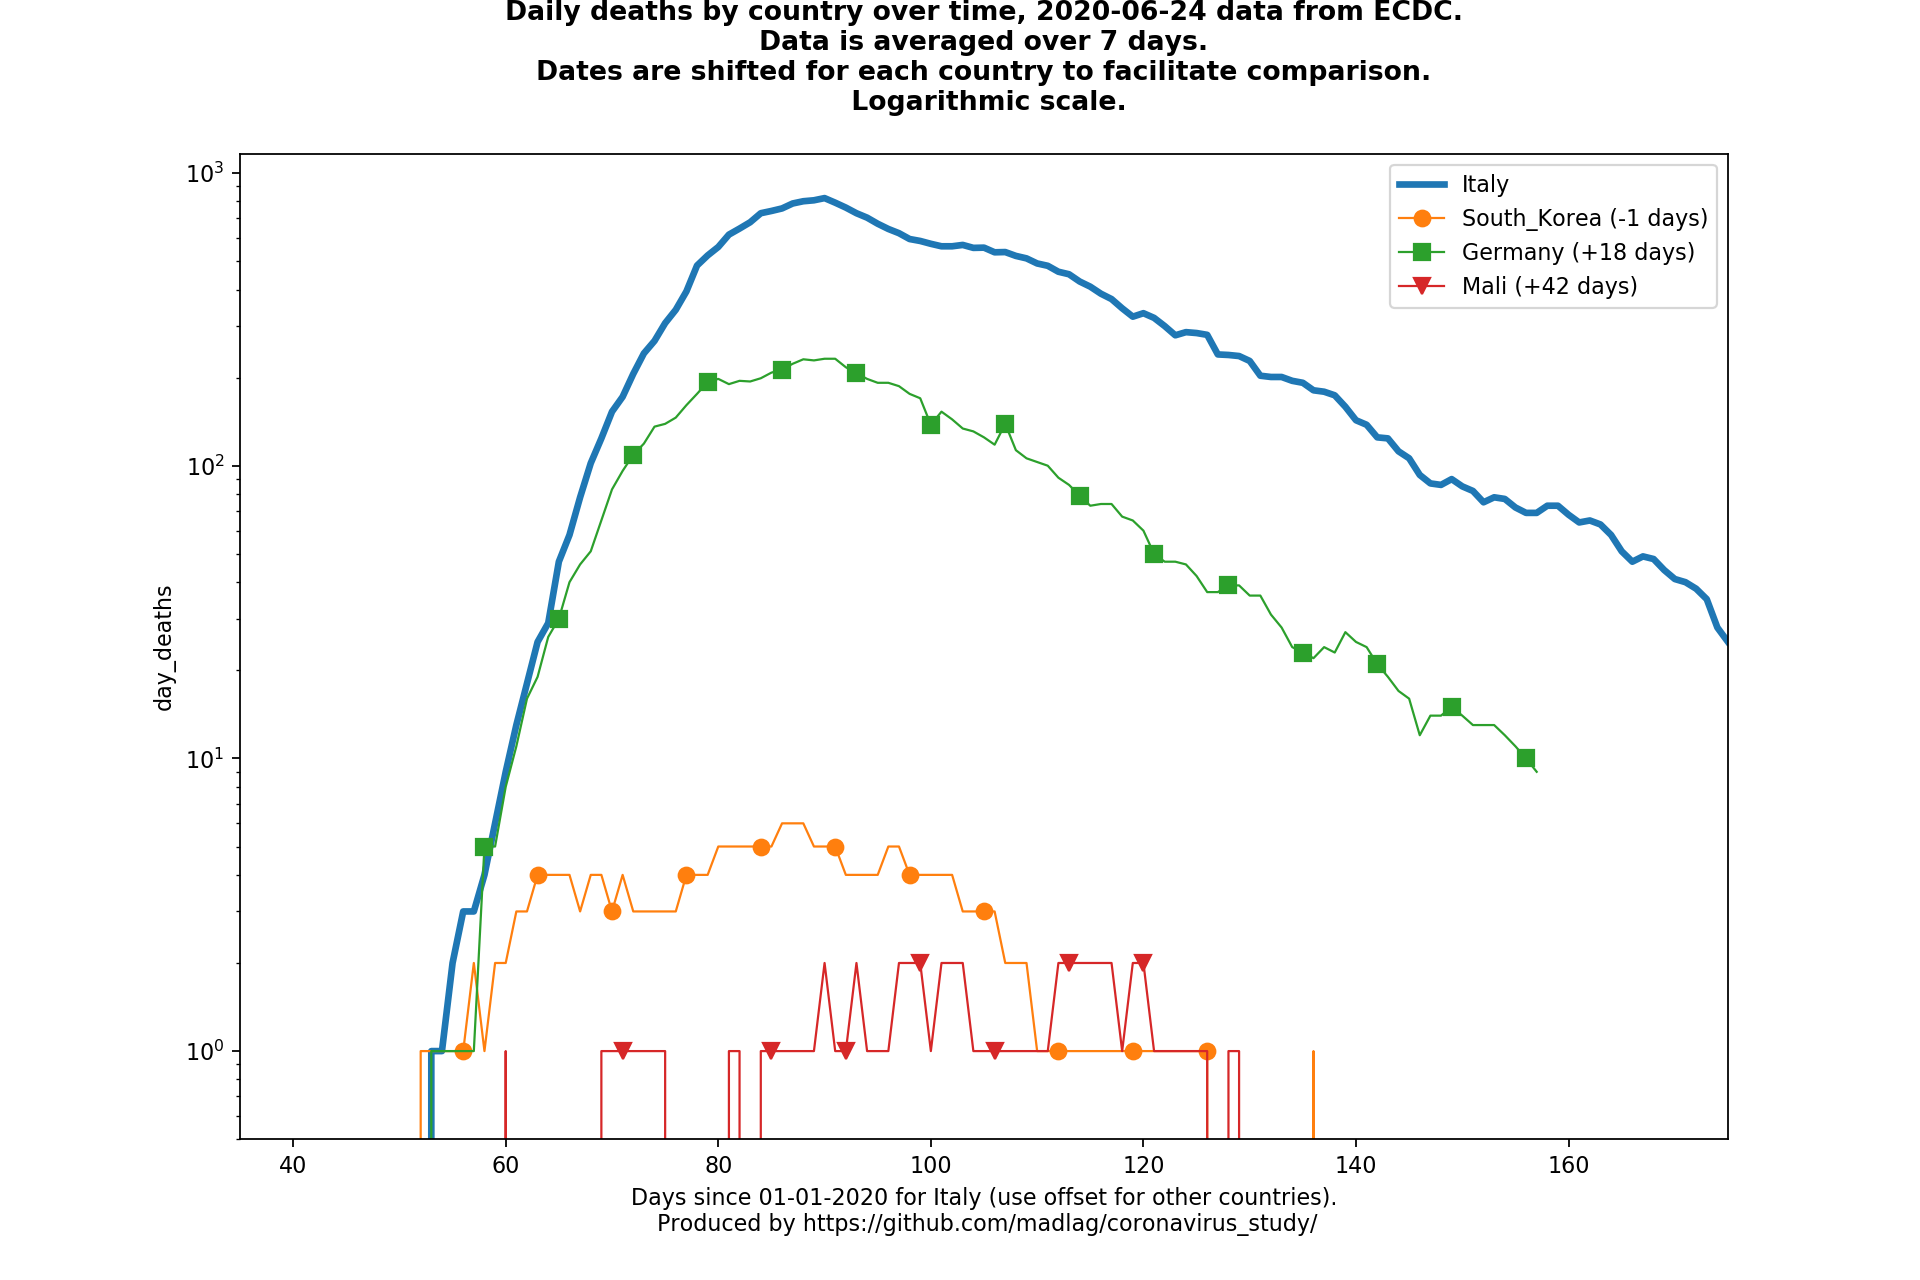 Daily deaths by country over time, 2020-06-24 data from ECDC.
Data is averaged over 7 days.
Dates are shifted for each country to facilitate comparison.
Logarithmic scale.
10³
10²
10¹
10⁰
day_deaths
Italy
South_Korea (-1 days)
Germany (+18 days)
Mali (+42 days)
40 60 80 100 120 140 160
Days since 01-01-2020 for Italy (use offset for other countries).
Produced by https://github.com/madlag/coronavirus_study/